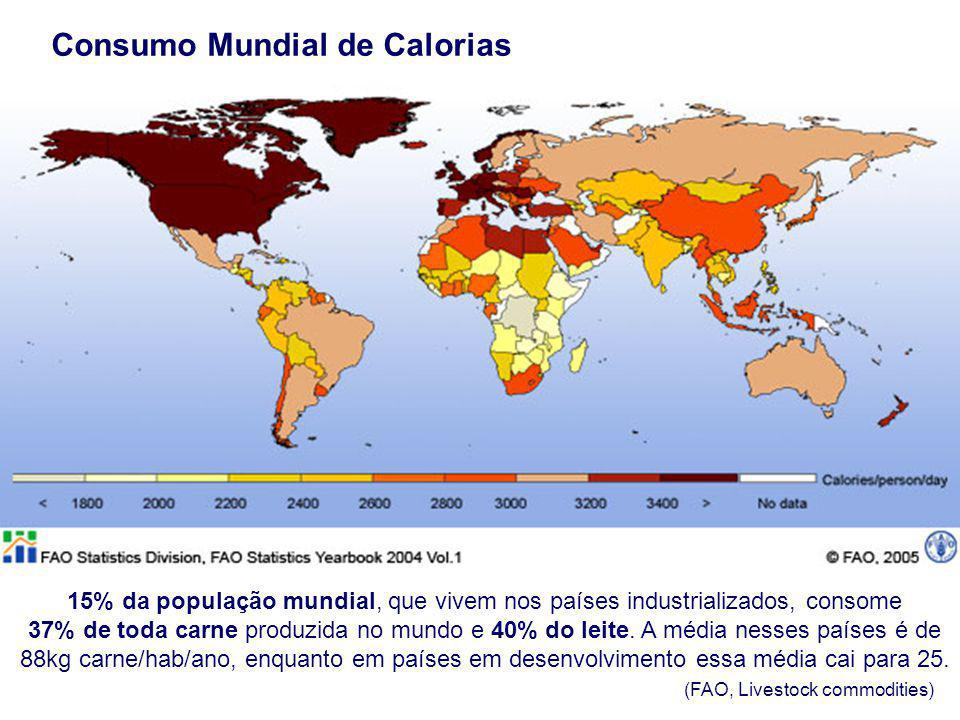 Consumo Mundial de Calorias
Calories/person/day
< 1800 2000 2200 2400 2600 2800 3000 3200 3400 > No data
FAO Statistics Division, FAO Statistics Yearbook 2004 Vol.1 © FAO, 2005
15% da população mundial, que vivem nos países industrializados, consome
37% de toda carne produzida no mundo e 40% do leite. A média nesses países é de
88kg carne/hab/ano, enquanto em países em desenvolvimento essa média cai para 25.
(FAO, Livestock commodities)